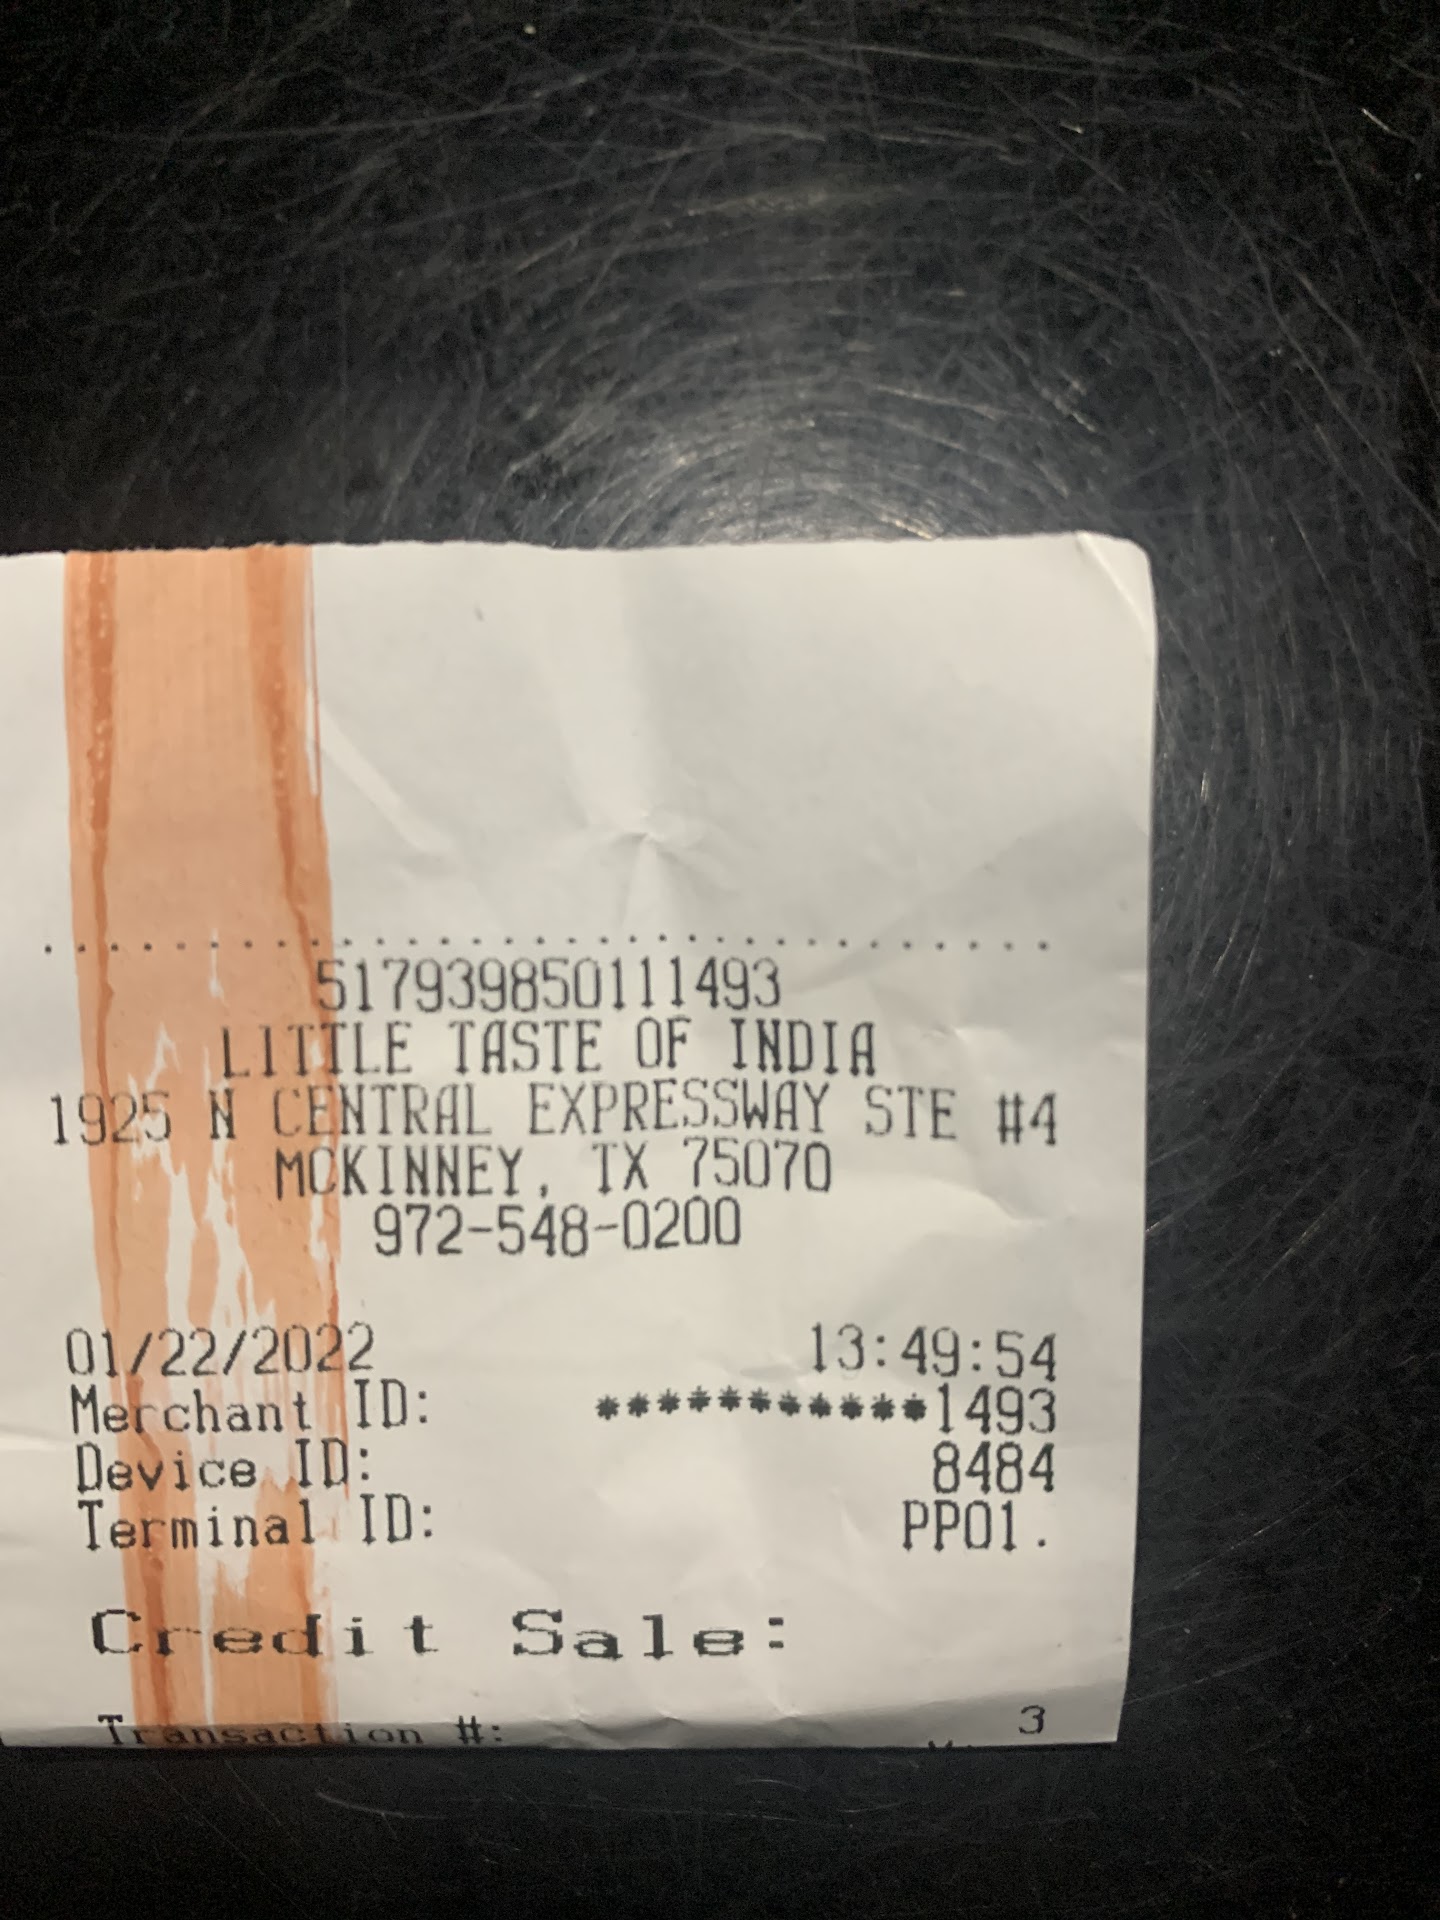 517939850111493
LITTLE TASTE OF INDIA
1925 N CENTRAL EXPRESSWAY STE #4
MCKINNEY, TX 75070
972-548-0200
01/22/2022 13:49:54
Merchant ID: ***********1493
Device ID: 8484
Terminal ID: PP01.
Credit Sale:
Transaction #: 3